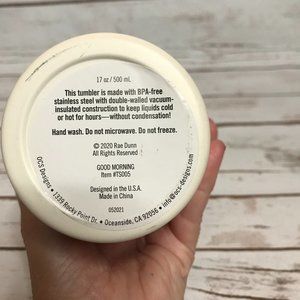 17 oz / 500 mL
This tumbler is made with BPA-free
stainless steel with double-walled vacuum-
insulated construction to keep liquids cold
or hot for hours—without condensation!
Hand wash. Do not microwave. Do not freeze.
© 2020 Rae Dunn
All Rights Reserved
GOOD MORNING
Item #TS005
Designed in the U.S.A.
Made in China
052021
OCS Designs • 1339 Rocky Point Dr. • Oceanside, CA 92056 • info@ocs-designs.com